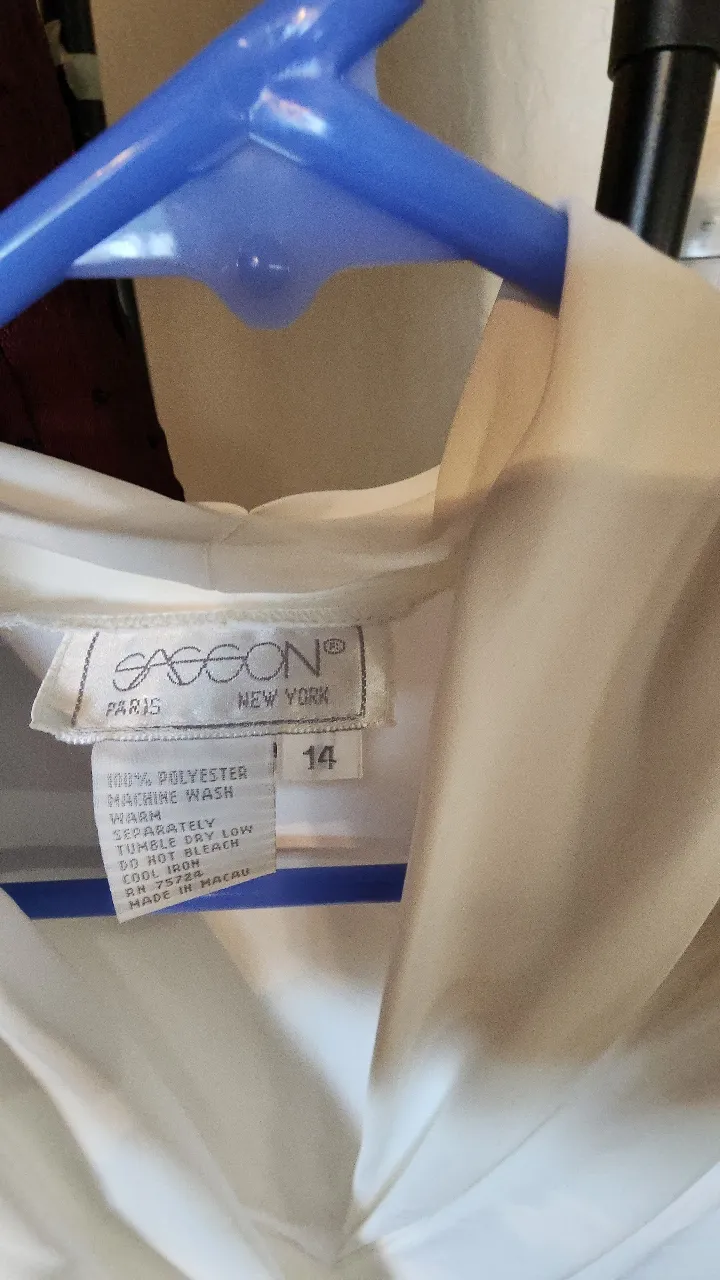 SASSON®
PARIS NEW YORK
14
100% POLYESTER
MACHINE WASH
WARM
SEPARATELY
TUMBLE DRY LOW
DO NOT BLEACH
COOL IRON
RN 75724
MADE IN MACAU